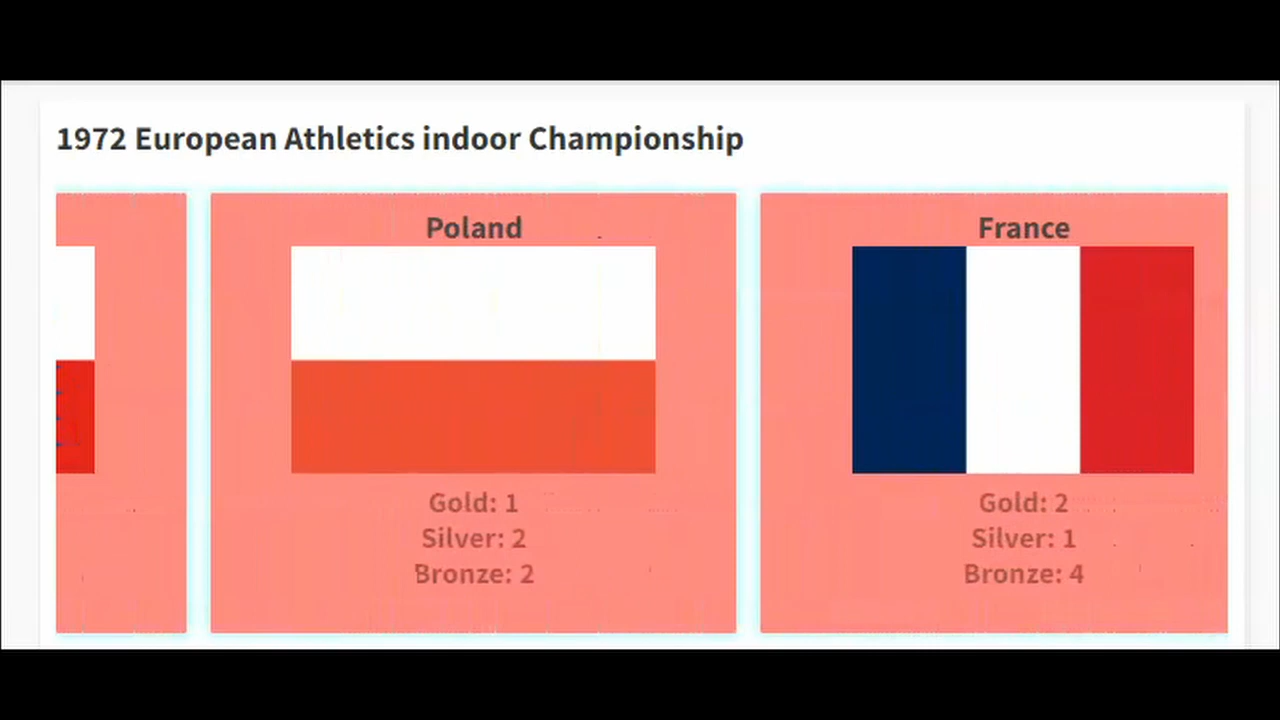 1972 European Athletics indoor Championship
Poland
Gold: 1
Silver: 2
Bronze: 2
France
Gold: 2
Silver: 1
Bronze: 4